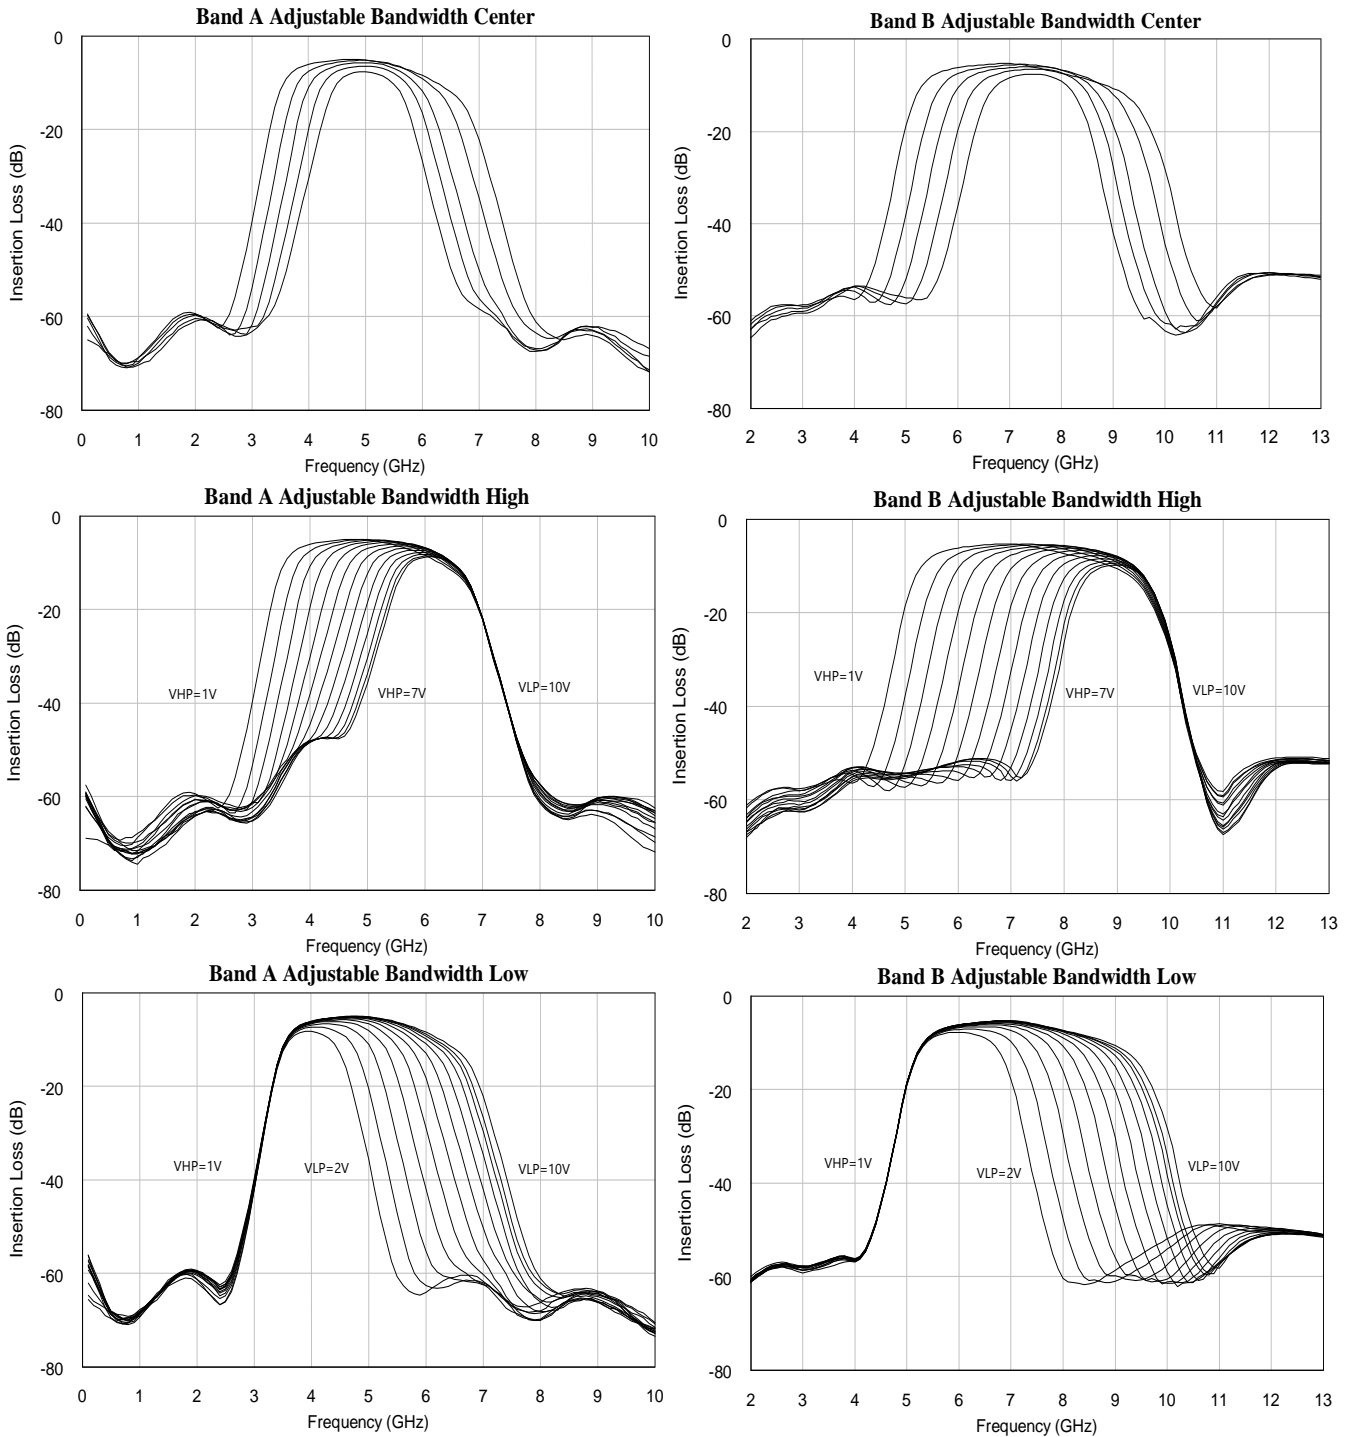 Band A Adjustable Bandwidth Center
0
-20
-40
-60
-80
Insertion Loss (dB)
0 1 2 3 4 5 6 7 8 9 10
Frequency (GHz)
Band B Adjustable Bandwidth Center
0
-20
-40
-60
-80
Insertion Loss (dB)
2 3 4 5 6 7 8 9 10 11 12 13
Frequency (GHz)
Band A Adjustable Bandwidth High
0
-20
-40
-60
-80
Insertion Loss (dB)
VHP=1V
VHP=7V
VLP=10V
0 1 2 3 4 5 6 7 8 9 10
Frequency (GHz)
Band B Adjustable Bandwidth High
0
-20
-40
-60
-80
Insertion Loss (dB)
VHP=1V
VHP=7V
VLP=10V
2 3 4 5 6 7 8 9 10 11 12 13
Frequency (GHz)
Band A Adjustable Bandwidth Low
0
-20
-40
-60
-80
Insertion Loss (dB)
VHP=1V
VLP=2V
VLP=10V
0 1 2 3 4 5 6 7 8 9 10
Frequency (GHz)
Band B Adjustable Bandwidth Low
0
-20
-40
-60
-80
Insertion Loss (dB)
VHP=1V
VLP=2V
VLP=10V
2 3 4 5 6 7 8 9 10 11 12 13
Frequency (GHz)